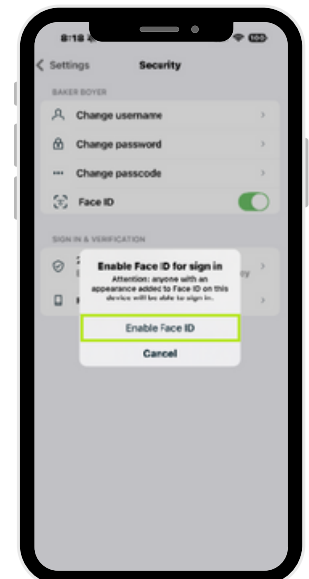 8:18
Settings
Security
BAKER BOYER
Change username
Change password
Change passcode
Face ID
SIGN IN & VERIFICATION
Enable Face ID for sign in
Attention: anyone with an
appearance added to Face ID on this
device will be able to sign in.
Enable Face ID
Cancel